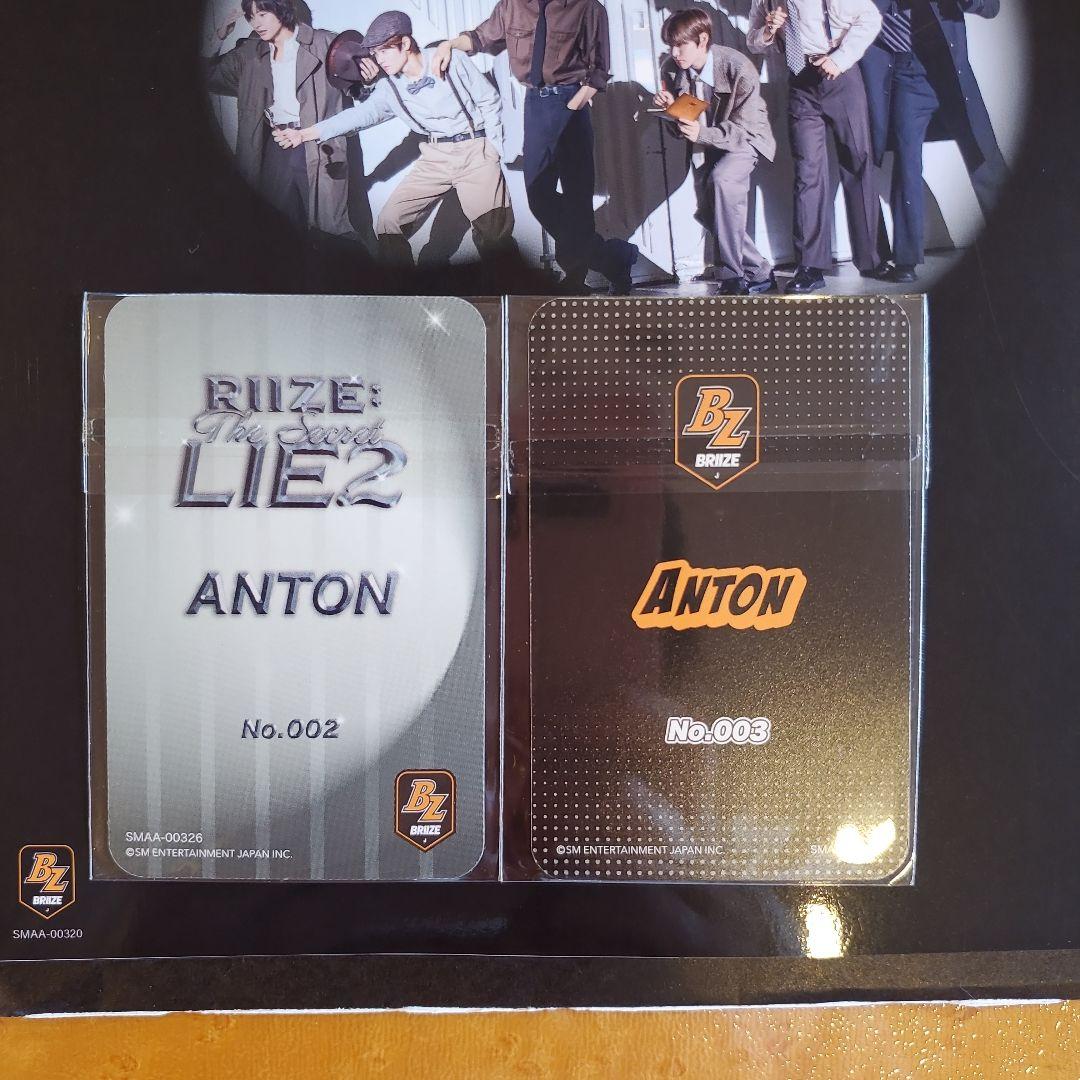 RIIZE:
The Secret
LIE2
ANTON
No.002
BZ
BRIIZE
J
SMAA-00326
©SM ENTERTAINMENT JAPAN INC.
BZ
BRIIZE
J
ANTON
No.003
©SM ENTERTAINMENT JAPAN INC.
BZ
BRIIZE
J
SMAA-00320